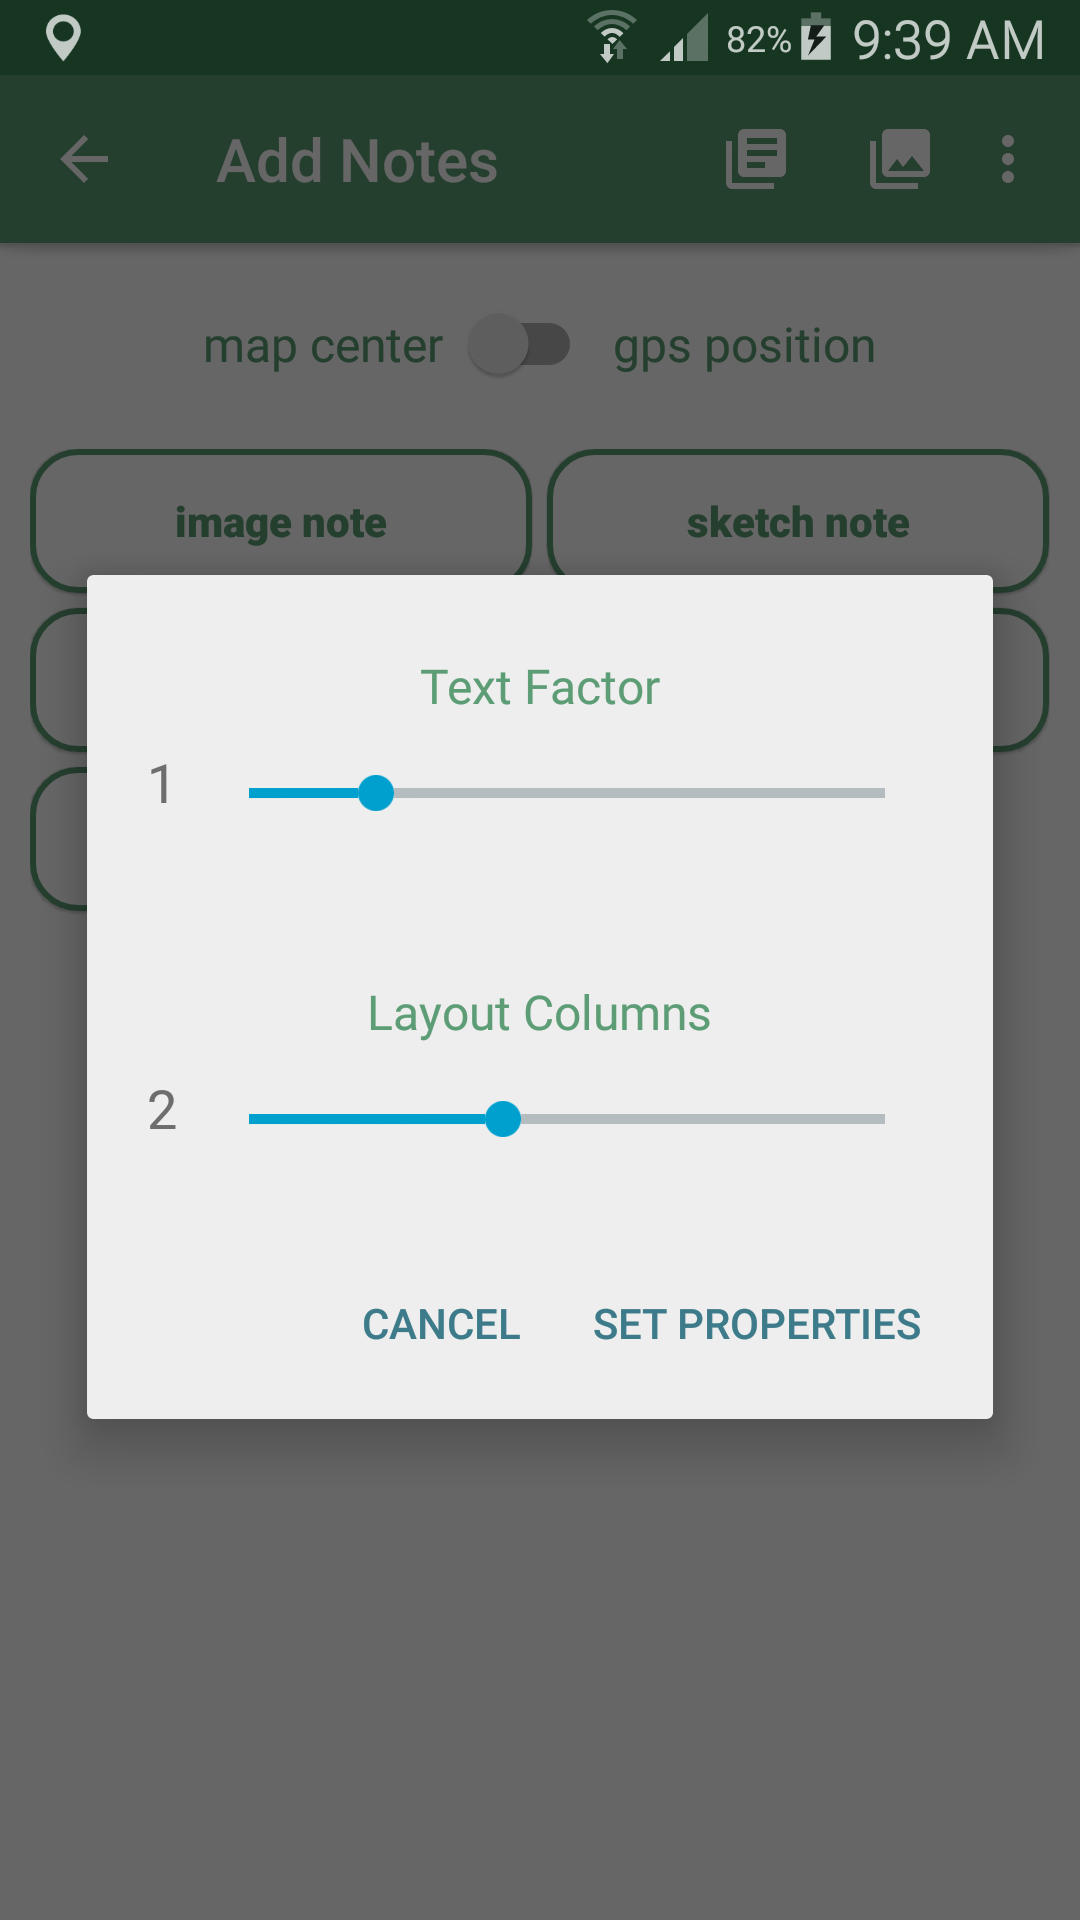 82% 9:39 AM
Add Notes
map center gps position
image note sketch note
Text Factor
1
Layout Columns
2
CANCEL SET PROPERTIES